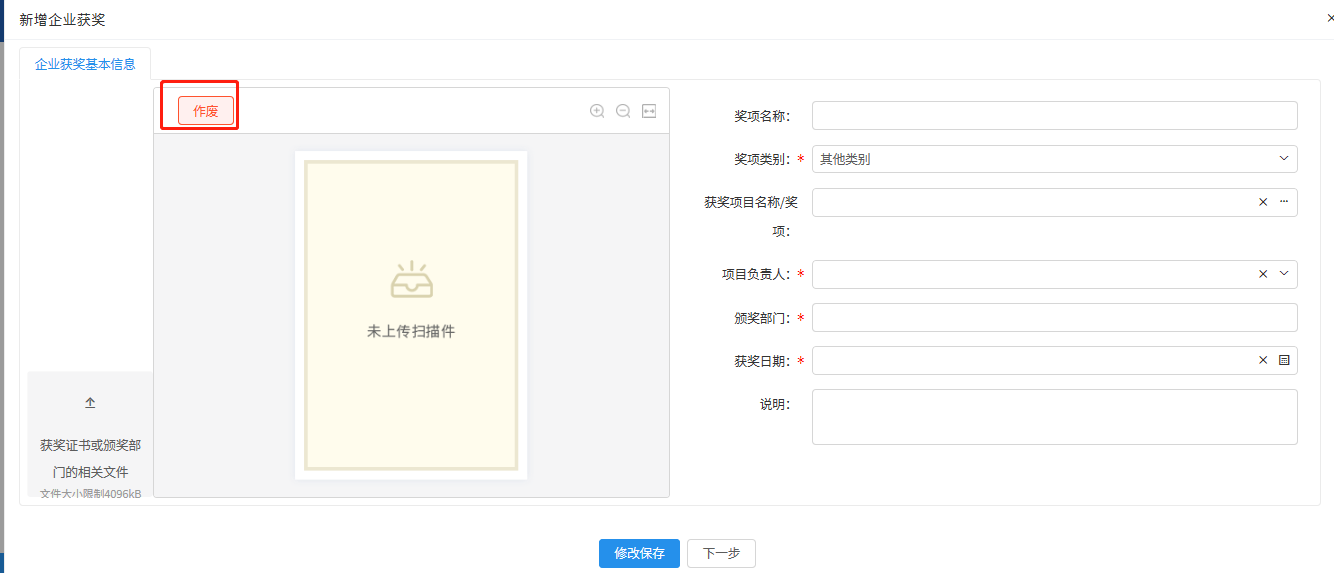 新增企业获奖
企业获奖基本信息
作废
未上传扫描件
获奖证书或颁奖部
门的相关文件
文件大小限制4096kB
奖项名称：
奖项类别：* 其他类别
获奖项目名称/奖
项：
项目负责人：*
颁奖部门：*
获奖日期：*
说明：
修改保存 下一步